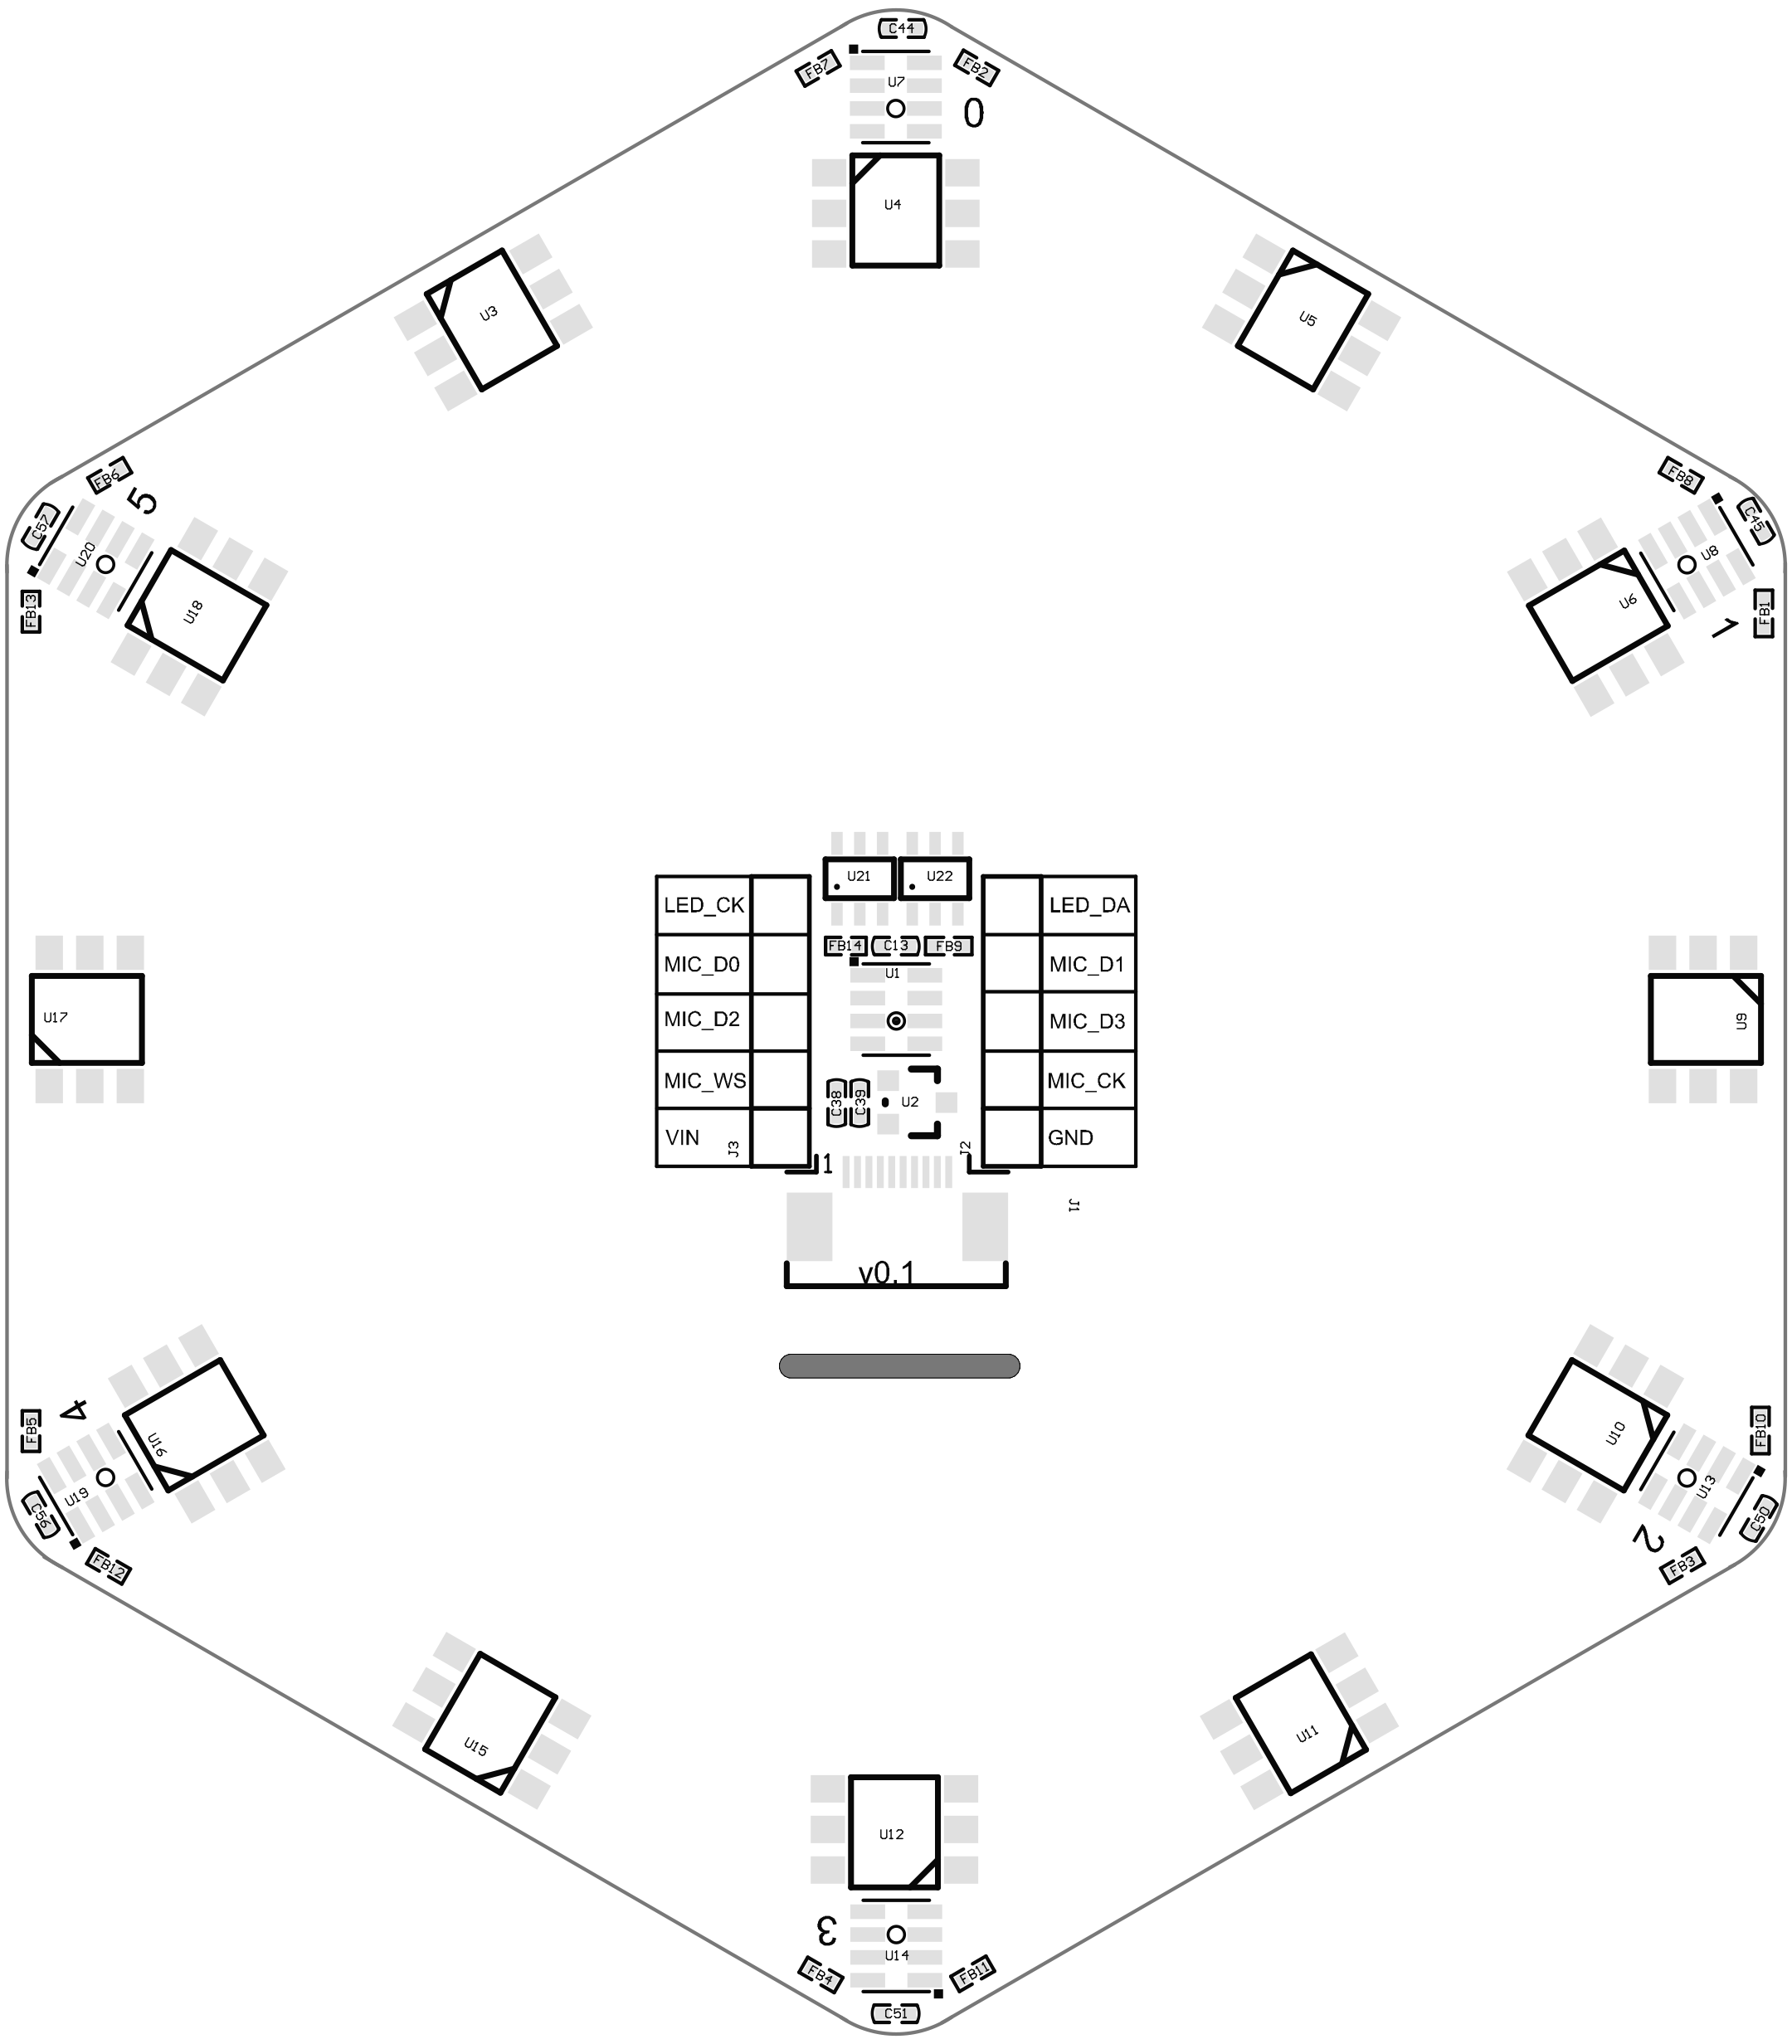 C44
FB7
FB2
U7
0
U4
U3
U5
FB6
5
FB8
C57
C45
U20
U8
FB13
U18
U6
FB1
1
U21
U22
LED_CK
LED_DA
FB14
C13
FB9
MIC_D0
U1
MIC_D1
U17
MIC_D2
MIC_D3
U9
MIC_WS
C38
C39
U2
MIC_CK
VIN
J3
J2
GND
1
J1
v0.1
4
FB5
FB10
U16
U10
U19
U13
C56
C50
FB12
2
FB3
U15
U11
U12
3
U14
FB4
FB11
C51